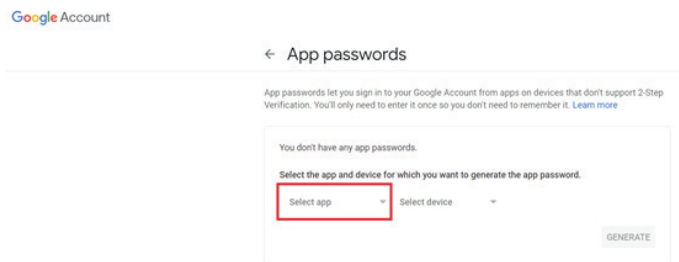 Google Account
← App passwords
App passwords let you sign in to your Google Account from apps on devices that don't support 2-Step
Verification. You'll only need to enter it once so you don't need to remember it. Learn more
You don't have any app passwords.
Select the app and device for which you want to generate the app password.
Select app Select device
GENERATE